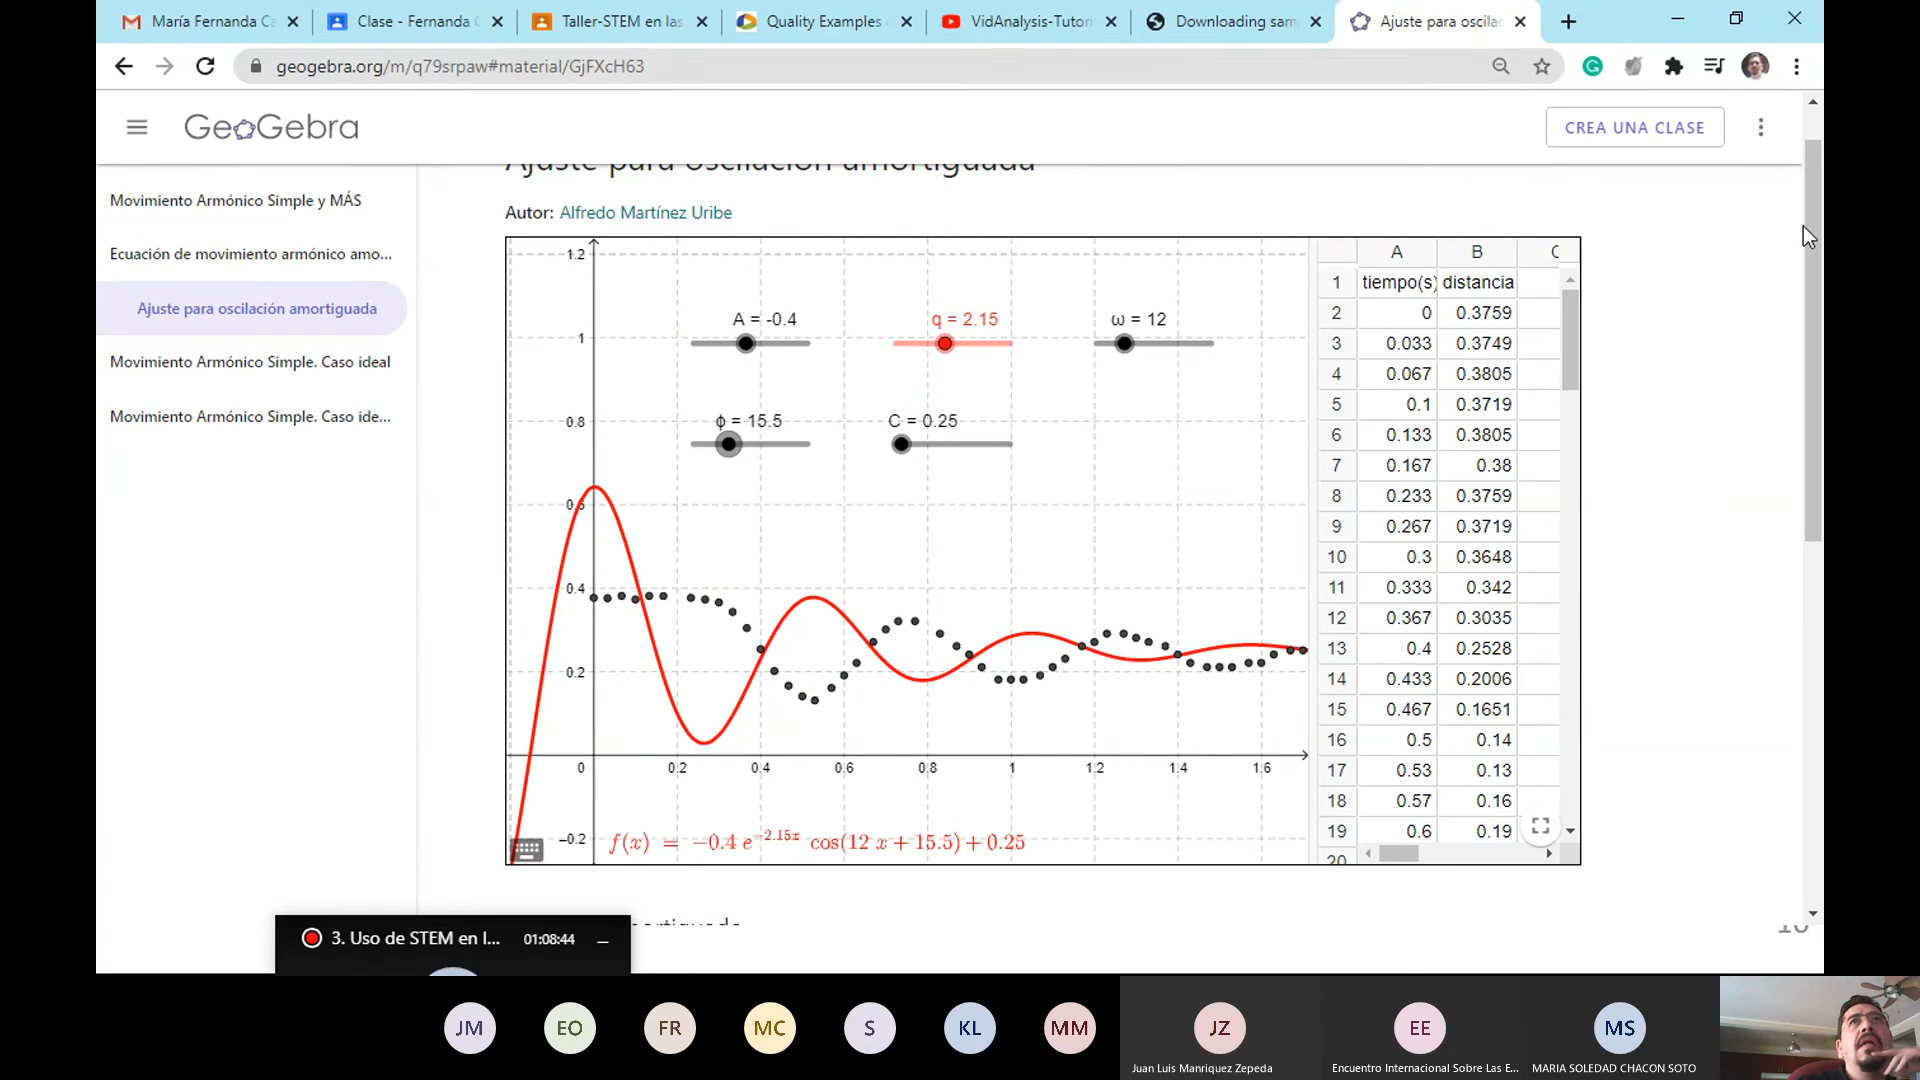 María Fernanda Ca
Clase - Fernanda C
Taller-STEM en las
Quality Examples
VidAnalysis-Tutori
Downloading sam
Ajuste para oscilac
geogebra.org/m/q79srpaw#material/GjFXcH63
GeoGebra
CREA UNA CLASE
Ajuste para oscilación amortiguada
Movimiento Armónico Simple y MÁS
Ecuación de movimiento armónico amo...
Ajuste para oscilación amortiguada
Movimiento Armónico Simple. Caso ideal
Movimiento Armónico Simple. Caso ide...
Autor: Alfredo Martínez Uribe
A = -0.4
q = 2.15
ω = 12
ϕ = 15.5
C = 0.25
1.2
1
0.8
0.6
0.4
0.2
0
−0.2
0.2 0.4 0.6 0.8 1 1.2 1.4 1.6
f(x) = −0.4 e^−2.15x cos(12 x + 15.5) + 0.25
A B C
1 tiempo(s) distancia
2 0 0.3759
3 0.033 0.3749
4 0.067 0.3805
5 0.1 0.3719
6 0.133 0.3805
7 0.167 0.38
8 0.233 0.3759
9 0.267 0.3719
10 0.3 0.3648
11 0.333 0.342
12 0.367 0.3035
13 0.4 0.2528
14 0.433 0.2006
15 0.467 0.1651
16 0.5 0.14
17 0.53 0.13
18 0.57 0.16
19 0.6 0.19
20
3. Uso de STEM en l...
01:08:44
JM
EO
FR
MC
S
KL
MM
JZ
EE
MS
Juan Luis Manriquez Zepeda
Encuentro Internacional Sobre Las E...
MARIA SOLEDAD CHACON SOTO